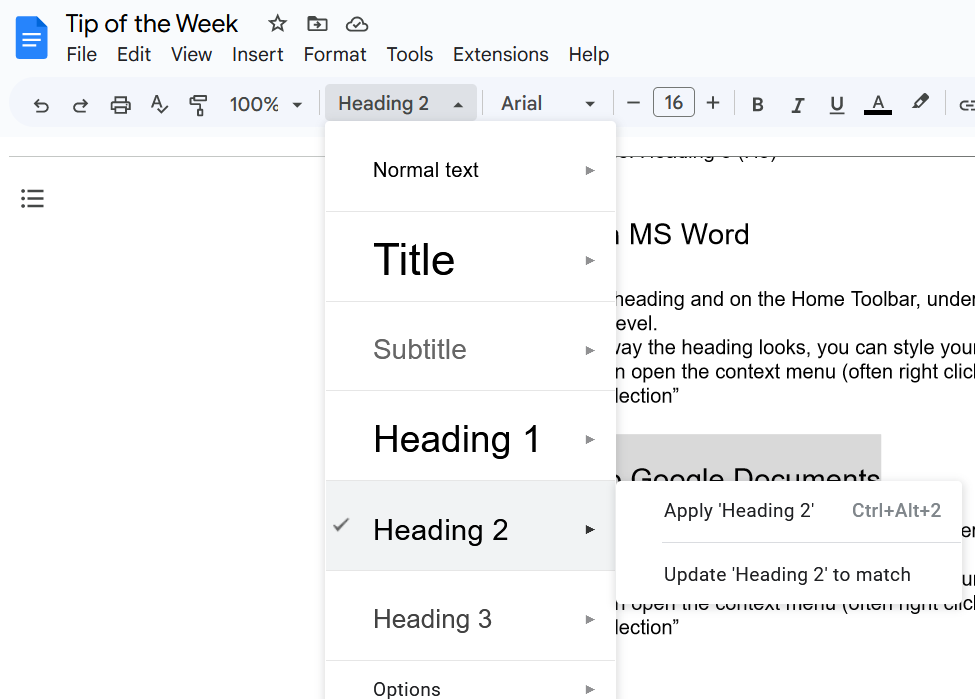 Tip of the Week
File Edit View Insert Format Tools Extensions Help
100% Heading 2 Arial 16 B I U A
Normal text
Title
Subtitle
Heading 1
Heading 2
Heading 3
Options
Apply 'Heading 2' Ctrl+Alt+2
Update 'Heading 2' to match
MS Word
heading and on the Home Toolbar, under
evel.
way the heading looks, you can style your
open the context menu (often right clic
lection”
Google Documents
open the context menu (often right clic
lection”